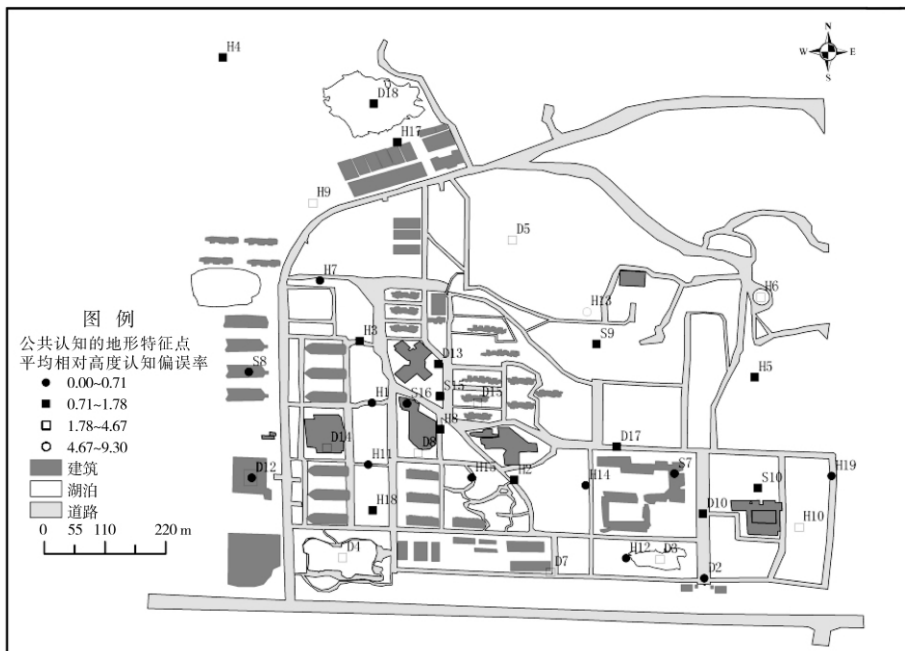 N
W E
S
H4
D18
H17
H9
D5
H7
H6
H13
S9
H3
D13
H5
S8
S15
D15
H1
S16
H8
D17
D14
D8
H11
H15
H2
S7
H14
H19
D12
S10
H18
D10
H10
D4
D7
H12
D3
D2
图 例
公共认知的地形特征点
平均相对高度认知偏误率
0.00~0.71
0.71~1.78
1.78~4.67
4.67~9.30
建筑
湖泊
道路
0 55 110 220 m